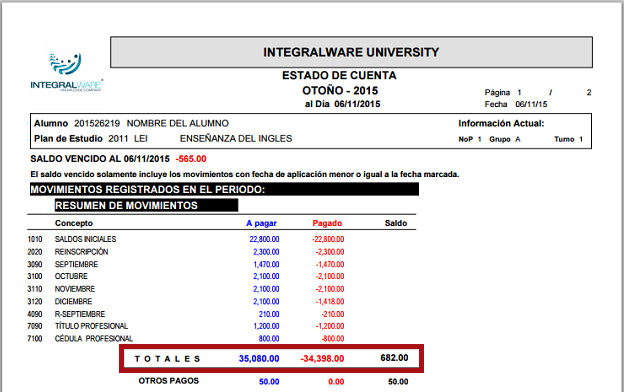 INTEGRALWARE UNIVERSITY
INTEGRALWARE
ESTADO DE CUENTA
OTOÑO - 2015
al Día 06/11/2015
Página 1 / 2
Fecha 06/11/15
Alumno 201526219 NOMBRE DEL ALUMNO Información Actual:
Plan de Estudio 2011 LEI ENSEÑANZA DEL INGLES NoP 1 Grupo A Turno 1
SALDO VENCIDO AL 06/11/2015 -565.00
El saldo vencido solamente incluye los movimientos con fecha de aplicación menor o igual a la fecha marcada.
MOVIMIENTOS REGISTRADOS EN EL PERIODO:
RESUMEN DE MOVIMIENTOS
Concepto A pagar Pagado Saldo
1010 SALDOS INICIALES 22,800.00 -22,800.00
2020 REINSCRIPCIÓN 2,300.00 -2,300.00
3090 SEPTIEMBRE 1,470.00 -1,470.00
3100 OCTUBRE 2,100.00 -2,100.00
3110 NOVIEMBRE 2,100.00 -2,100.00
3120 DICIEMBRE 2,100.00 -1,418.00
4090 R-SEPTIEMBRE 210.00 -210.00
7090 TÍTULO PROFESIONAL 1,200.00 -1,200.00
7100 CÉDULA PROFESIONAL 800.00 -800.00
T O T A L E S 35,080.00 -34,398.00 682.00
OTROS PAGOS 50.00 0.00 50.00